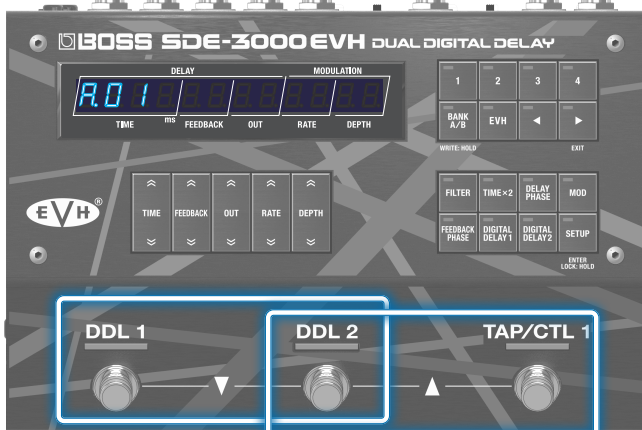 BOSS SDE-3000EVH DUAL DIGITAL DELAY
DELAY MODULATION
A.01
TIME ms FEEDBACK OUT RATE DEPTH
1 2 3 4
BANK A/B EVH ◀ ▶
WRITE: HOLD EXIT
EVH®
TIME FEEDBACK OUT RATE DEPTH
FILTER TIME×2 DELAY PHASE MOD
FEEDBACK PHASE DIGITAL DELAY 1 DIGITAL DELAY 2 SETUP
ENTER
LOCK: HOLD
DDL 1 DDL 2 TAP/CTL 1